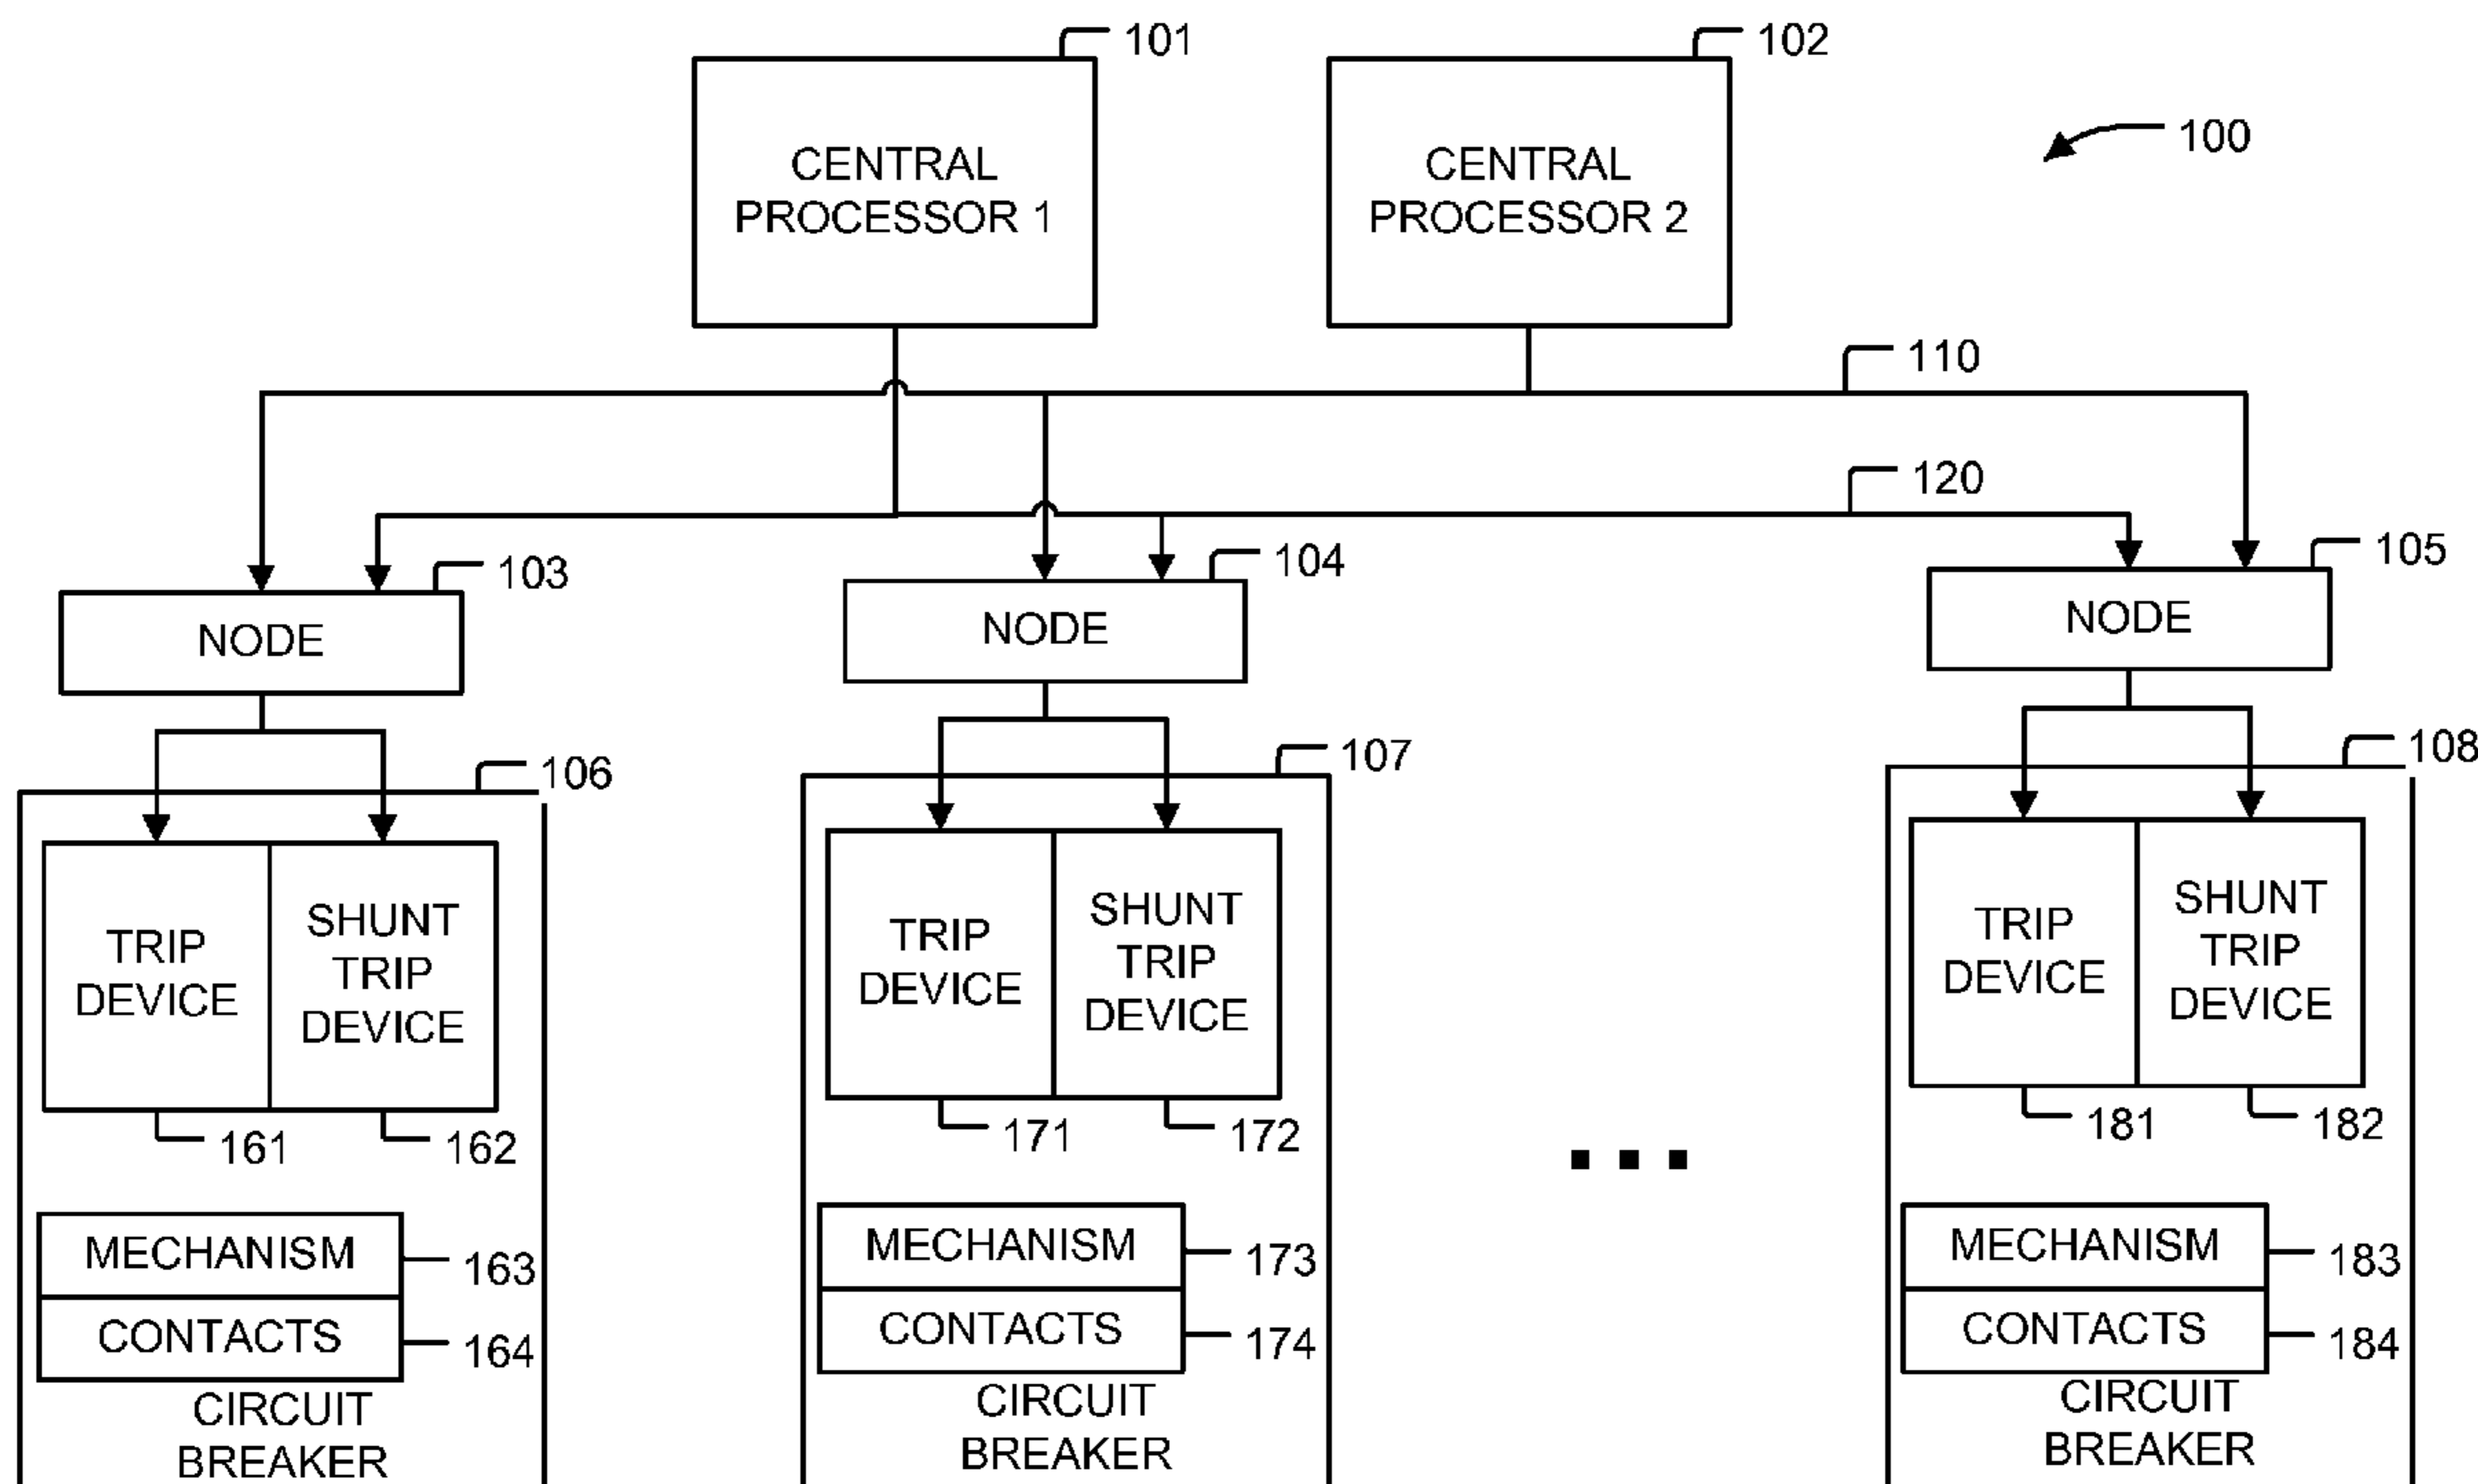 101
102
100
CENTRAL
PROCESSOR 1
CENTRAL
PROCESSOR 2
110
120
103
104
105
NODE
NODE
NODE
106
107
108
TRIP
DEVICE
SHUNT
TRIP
DEVICE
TRIP
DEVICE
SHUNT
TRIP
DEVICE
TRIP
DEVICE
SHUNT
TRIP
DEVICE
161
162
171
172
181
182
...
MECHANISM
163
CONTACTS
164
MECHANISM
173
CONTACTS
174
MECHANISM
183
CONTACTS
184
CIRCUIT
BREAKER
CIRCUIT
BREAKER
CIRCUIT
BREAKER